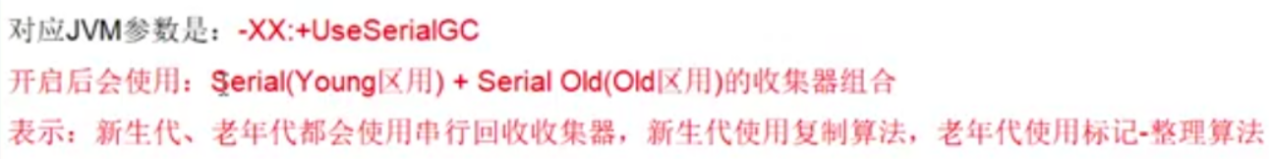 对应JVM参数是：-XX:+UseSerialGC
开启后会使用：Serial(Young区用) + Serial Old(Old区用)的收集器组合
表示：新生代、老年代都会使用串行回收收集器，新生代使用复制算法，老年代使用标记-整理算法